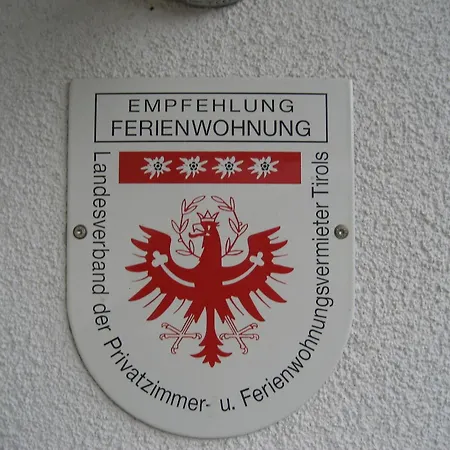 EMPFEHLUNG
FERIENWOHNUNG
Landesverband der Privatzimmer- u. Ferienwohnungsvermieter Tirols